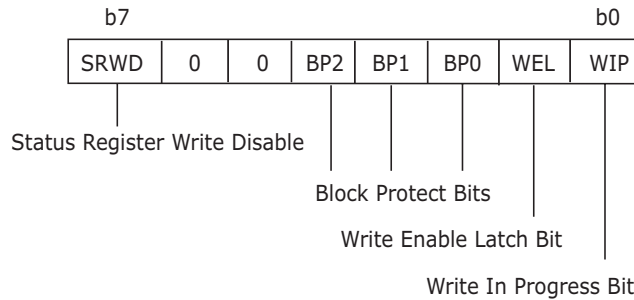 b7 b0
SRWD 0 0 BP2 BP1 BP0 WEL WIP
Status Register Write Disable
Block Protect Bits
Write Enable Latch Bit
Write In Progress Bit